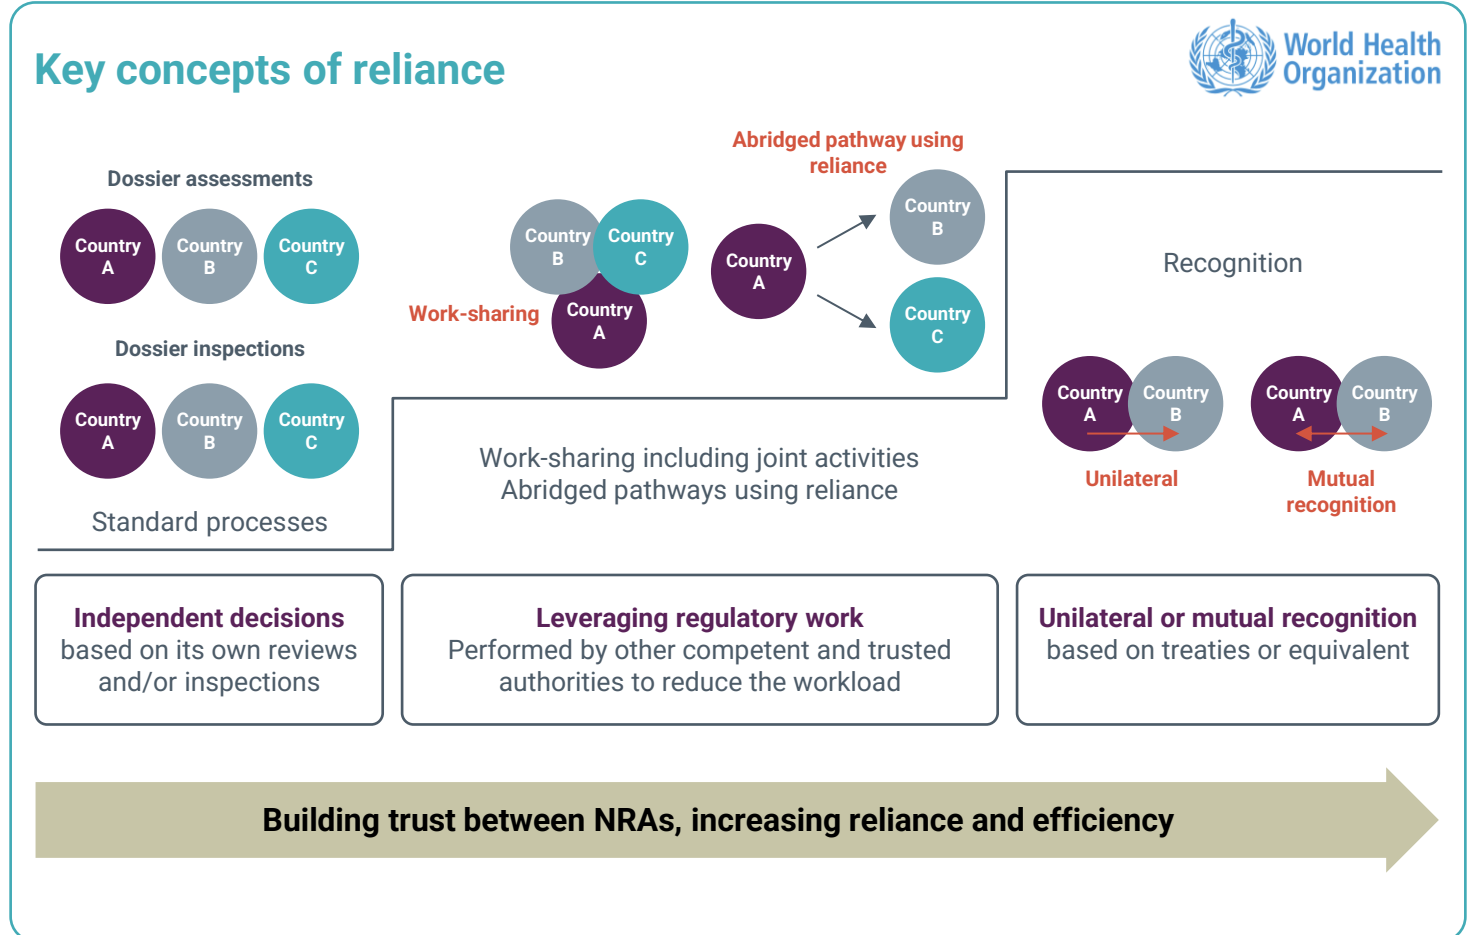 Key concepts of reliance
World Health
Organization
Dossier assessments
Country
A
Country
B
Country
C
Dossier inspections
Country
A
Country
B
Country
C
Standard processes
Country
B
Country
C
Work-sharing
Country
A
Abridged pathway using
reliance
Country
A
Country
B
Country
C
Work-sharing including joint activities
Abridged pathways using reliance
Recognition
Country
A
Country
B
Unilateral
Country
A
Country
B
Mutual
recognition
Independent decisions
based on its own reviews
and/or inspections
Leveraging regulatory work
Performed by other competent and trusted
authorities to reduce the workload
Unilateral or mutual recognition
based on treaties or equivalent
Building trust between NRAs, increasing reliance and efficiency